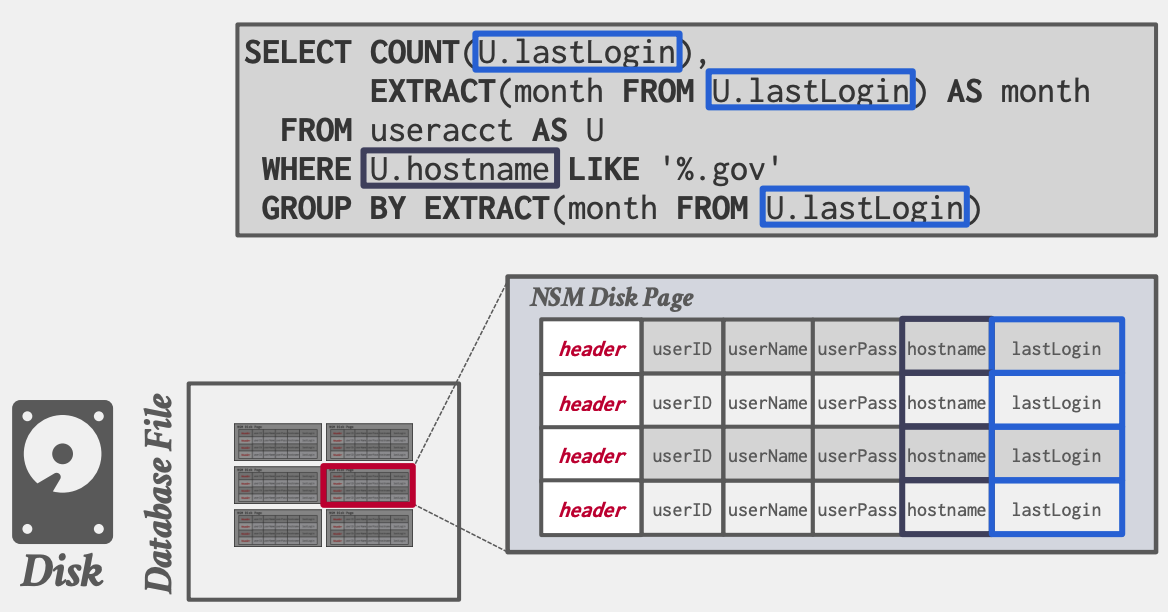 SELECT COUNT(U.lastLogin),
EXTRACT(month FROM U.lastLogin) AS month
FROM useracct AS U
WHERE U.hostname LIKE '%.gov'
GROUP BY EXTRACT(month FROM U.lastLogin)
NSM Disk Page
header userID userName userPass hostname lastLogin
header userID userName userPass hostname lastLogin
header userID userName userPass hostname lastLogin
header userID userName userPass hostname lastLogin
Database File
Disk